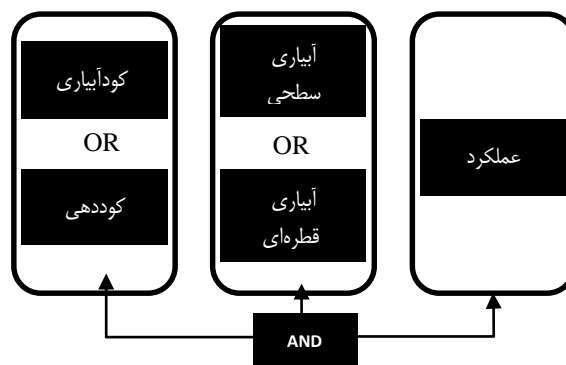 کودآبیاری
OR
کوددهی
آبیاری
سطحی
OR
آبیاری
قطره‌ای
عملکرد
AND